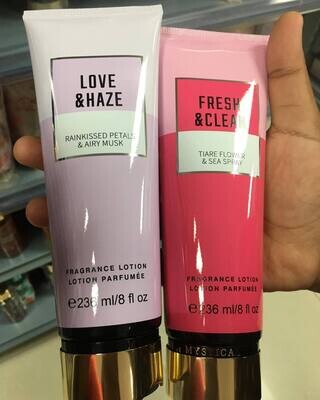 LOVE
&HAZE
RAINKISSED PETALS
& AIRY MUSK
FRAGRANCE LOTION
LOTION PARFUMÉE
℮236 ml/8 fl oz
FRESH
&CLEAN
TIARE FLOWER
& SEA SPRAY
FRAGRANCE LOTION
LOTION PARFUMÉE
℮236 ml/8 fl oz
MYSTICA